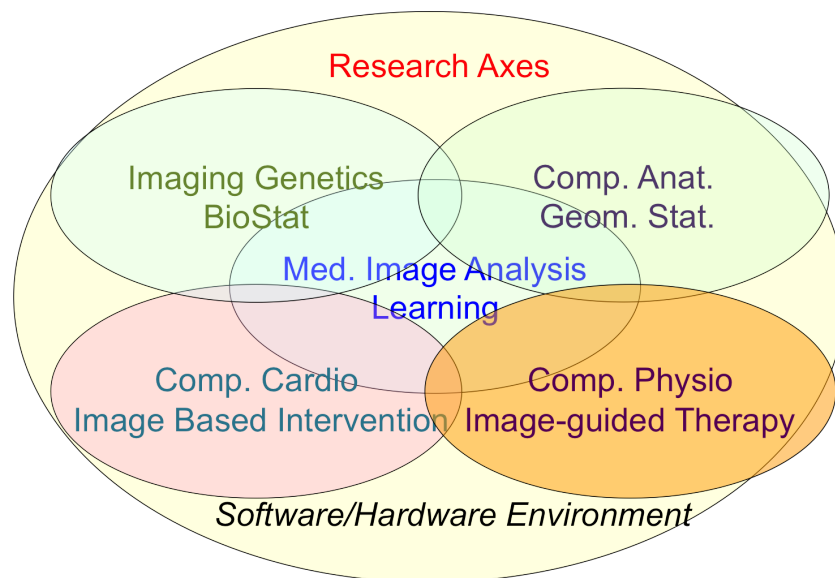 Research Axes
Imaging Genetics
BioStat
Comp. Anat.
Geom. Stat.
Med. Image Analysis
Learning
Comp. Cardio
Image Based Intervention
Comp. Physio
Image-guided Therapy
Software/Hardware Environment